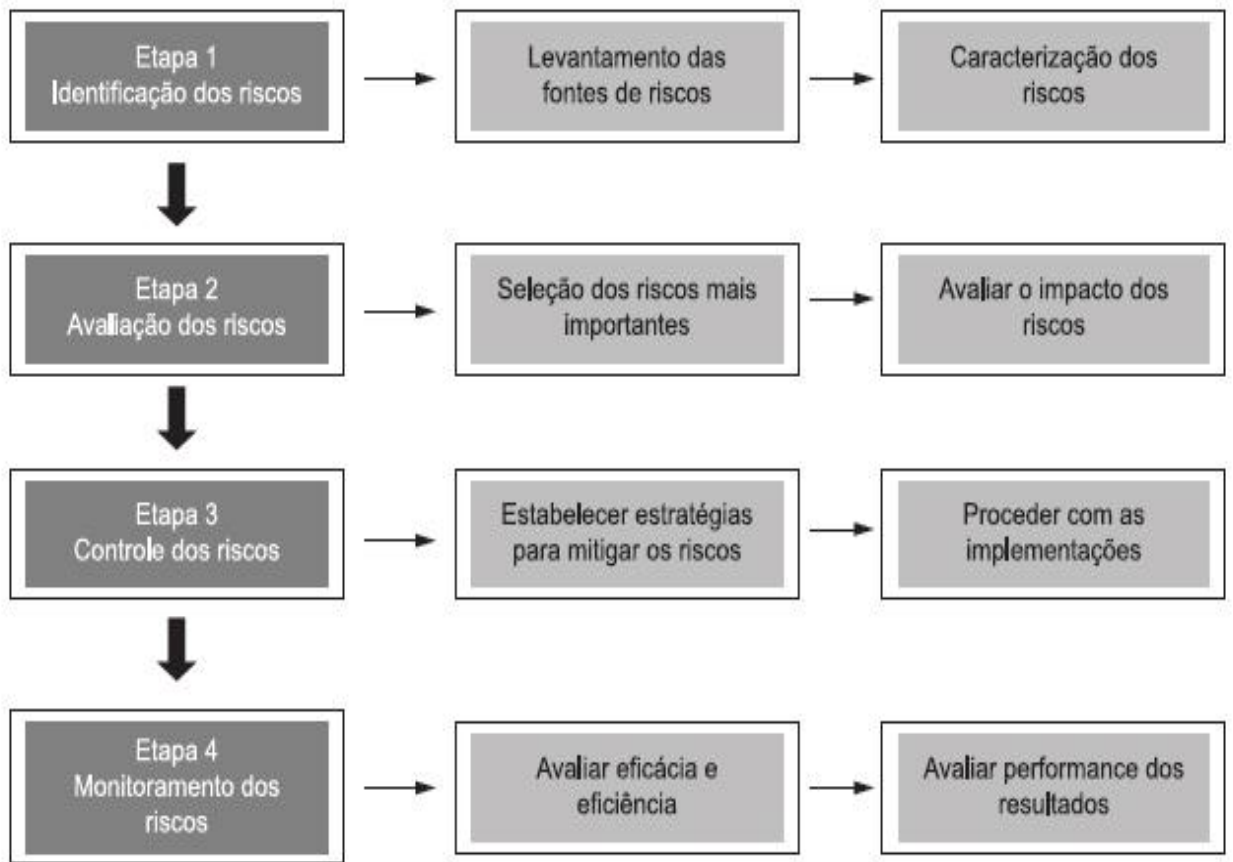 Etapa 1
Identificação dos riscos
Levantamento das
fontes de riscos
Caracterização dos
riscos
Etapa 2
Avaliação dos riscos
Seleção dos riscos mais
importantes
Avaliar o impacto dos
riscos
Etapa 3
Controle dos riscos
Estabelecer estratégias
para mitigar os riscos
Proceder com as
implementações
Etapa 4
Monitoramento dos
riscos
Avaliar eficácia e
eficiência
Avaliar performance dos
resultados